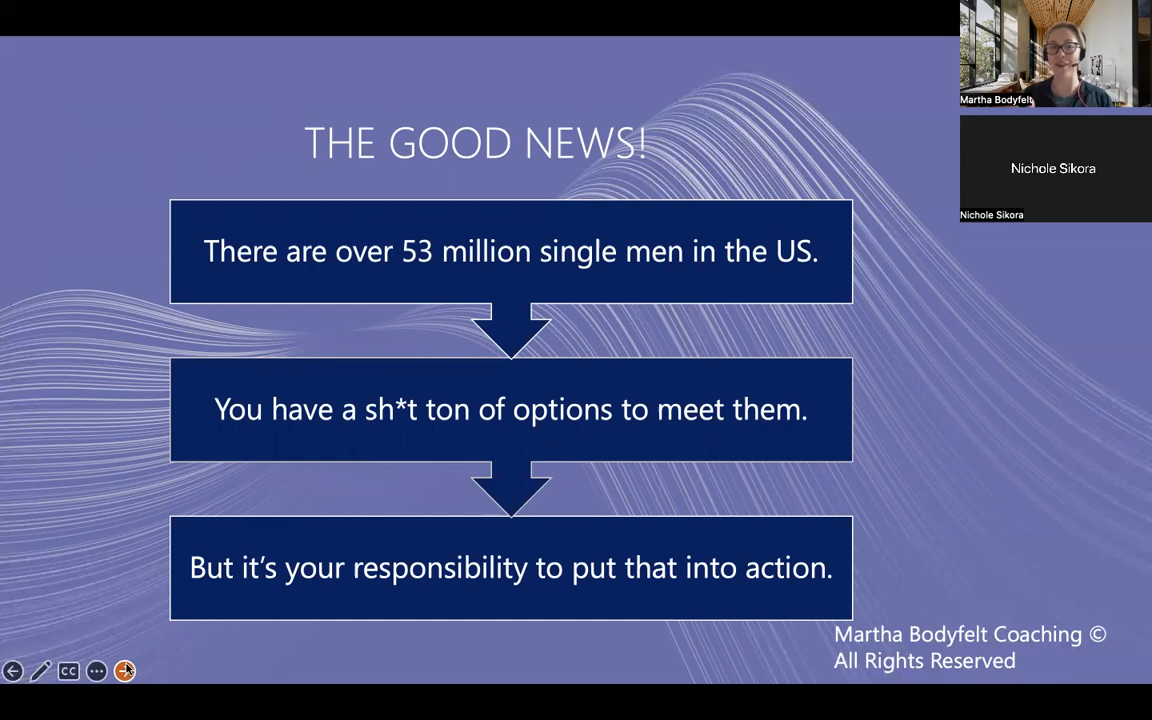 THE GOOD NEWS!
There are over 53 million single men in the US.
You have a sh*t ton of options to meet them.
But it’s your responsibility to put that into action.
Martha Bodyfelt Coaching ©
All Rights Reserved
Martha Bodyfelt
Nichole Sikora
Nichole Sikora
CC